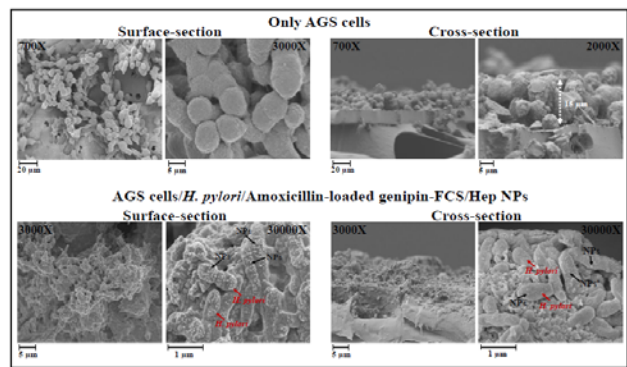 Only AGS cells
Surface-section
Cross-section
700X
3000X
700X
2000X
20 µm
5 µm
20 µm
5 µm
AGS cells/H. pylori/Amoxicillin-loaded genipin-FCS/Hep NPs
Surface-section
Cross-section
3000X
30000X
3000X
30000X
NPs
NPs
H. pylori
H. pylori
NPs
H. pylori
NPs
H. pylori
5 µm
1 µm
5 µm
1 µm